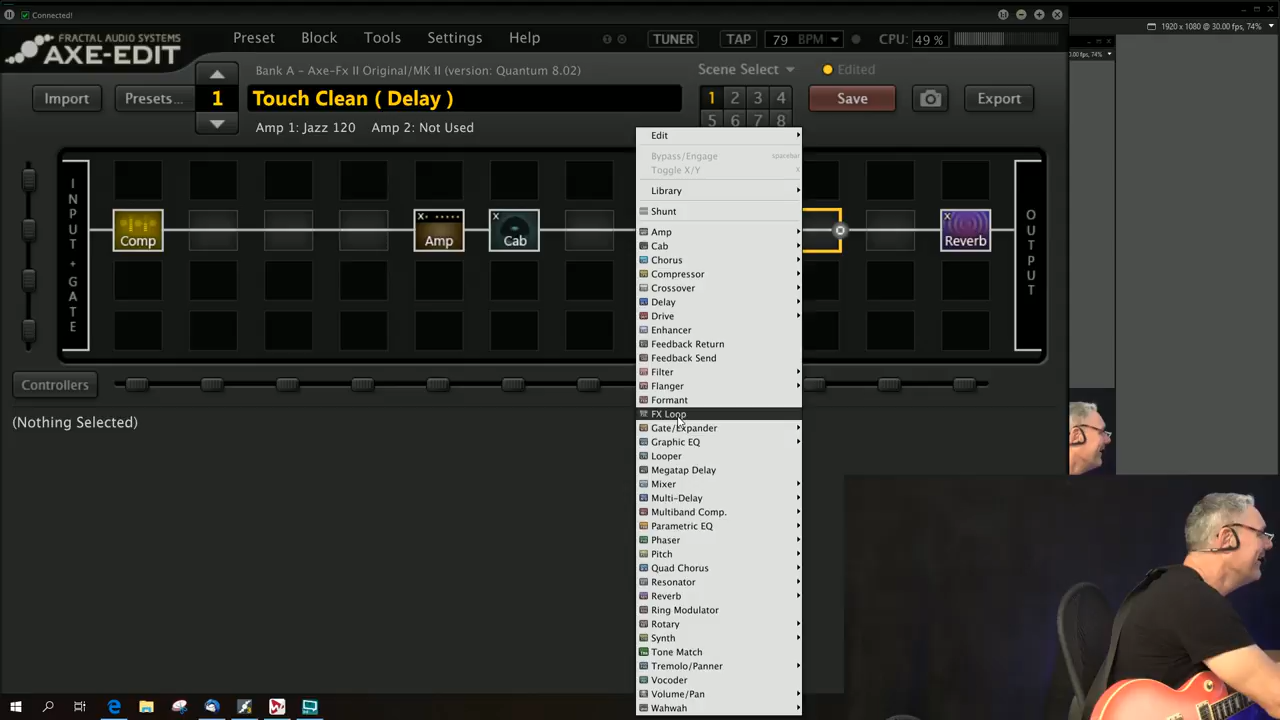 Connected!
FRACTAL AUDIO SYSTEMS
AXE-EDIT
Preset
Block
Tools
Settings
Help
TUNER
TAP
79 BPM
CPU: 49 %
1920 x 1080 @ 30.00 fps, 74%
00 fps, 74%
Bank A - Axe-Fx II Original/MK II (version: Quantum 8.02)
Scene Select
Edited
Import
Presets...
1
Touch Clean ( Delay )
1 2 3 4
5 6 7 8
Save
Export
Amp 1: Jazz 120
Amp 2: Not Used
INPUT + GATE
Comp
X
Amp
X
Cab
X
Reverb
OUTPUT
Controllers
(Nothing Selected)
Edit
Bypass/Engage spacebar
Toggle X/Y x
Library
Shunt
Amp
Cab
Chorus
Compressor
Crossover
Delay
Drive
Enhancer
Feedback Return
Feedback Send
Filter
Flanger
Formant
FX Loop
Gate/Expander
Graphic EQ
Looper
Megatap Delay
Mixer
Multi-Delay
Multiband Comp.
Parametric EQ
Phaser
Pitch
Quad Chorus
Resonator
Reverb
Ring Modulator
Rotary
Synth
Tone Match
Tremolo/Panner
Vocoder
Volume/Pan
Wahwah